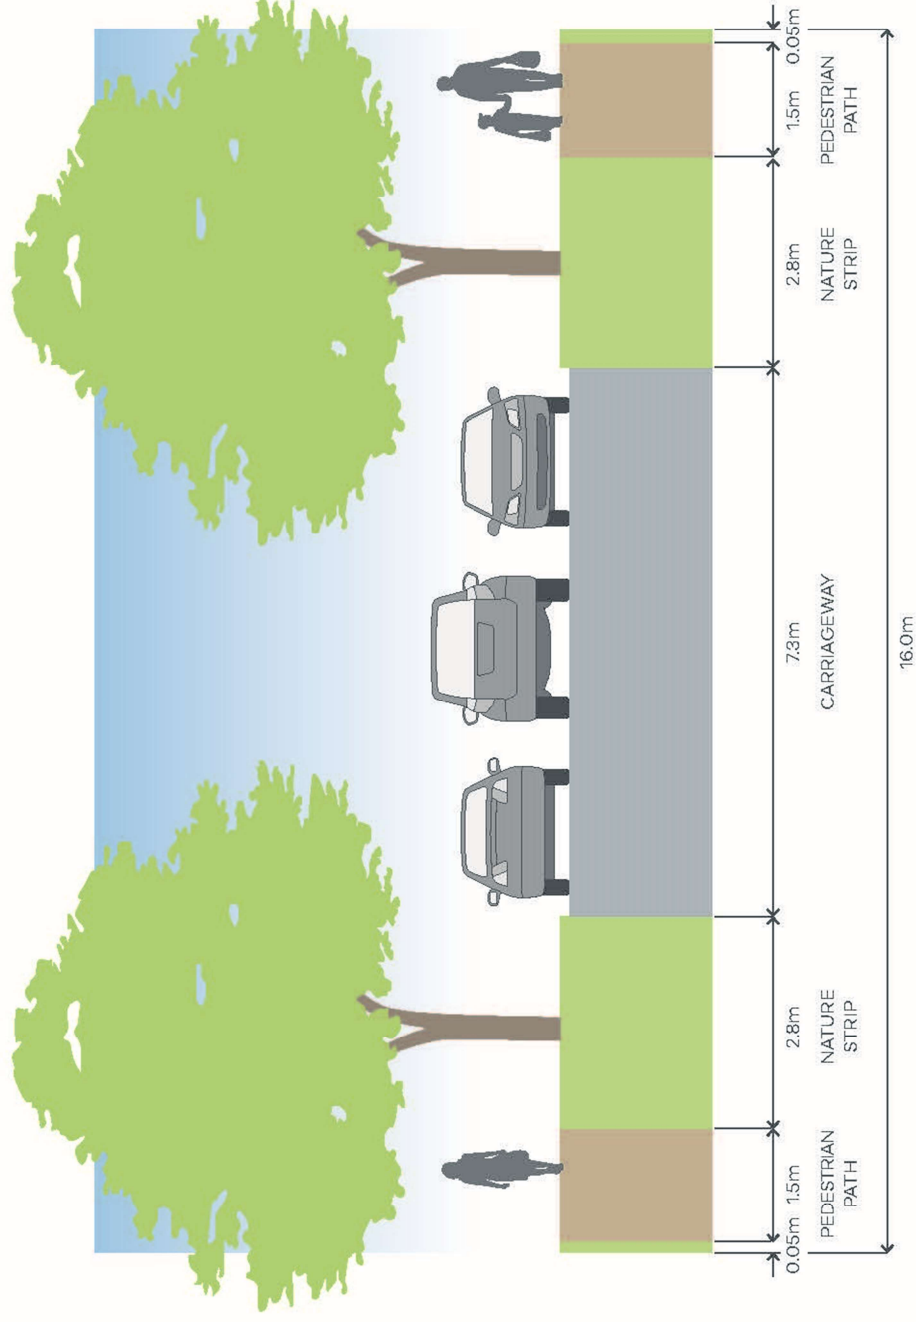 0.05m 1.5m 2.8m 7.3m 2.8m 1.5m 0.05m
PEDESTRIAN
PATH
NATURE
STRIP
CARRIAGEWAY
NATURE
STRIP
PEDESTRIAN
PATH
16.0m